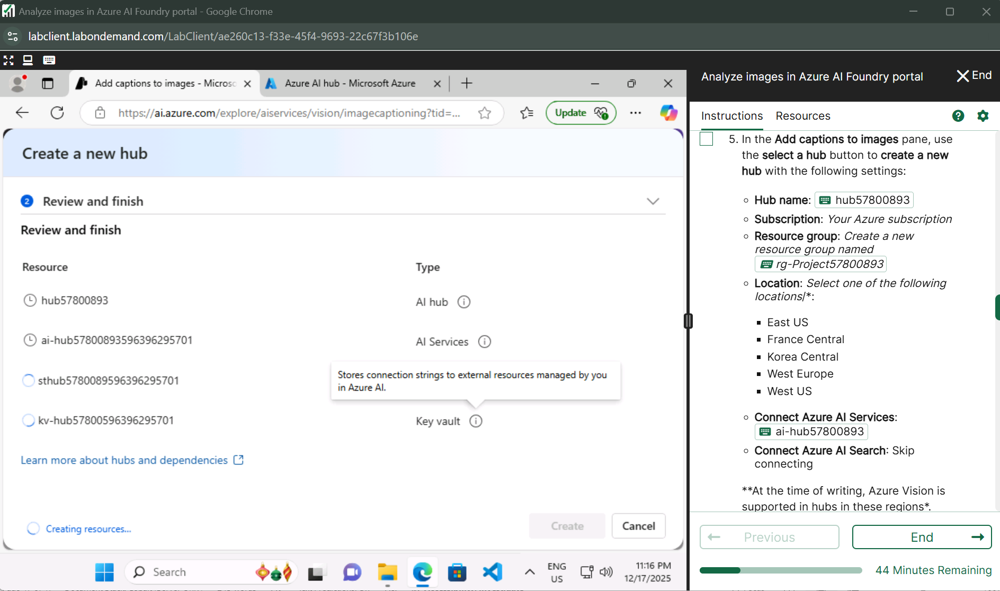 Analyze images in Azure AI Foundry portal - Google Chrome
labclient.labondemand.com/LabClient/ae260c13-f33e-45f4-9693-22c67f3b106e
Add captions to images - Microsc
Azure AI hub - Microsoft Azure
https://ai.azure.com/explore/aiservices/vision/imagecaptioning?tid=...
Update
Create a new hub
2 Review and finish
Review and finish
Resource Type
hub57800893 AI hub
ai-hub57800893596396295701 AI Services
sthub5780089596396295701
Stores connection strings to external resources managed by you
in Azure AI.
kv-hub57800596396295701 Key vault
Learn more about hubs and dependencies
Creating resources...
Create Cancel
Search
ENG
US
11:16 PM
12/17/2025
Analyze images in Azure AI Foundry portal
End
Instructions Resources
5. In the Add captions to images pane, use
the select a hub button to create a new
hub with the following settings:
Hub name: hub57800893
Subscription: Your Azure subscription
Resource group: Create a new
resource group named
rg-Project57800893
Location: Select one of the following
locations|*:
East US
France Central
Korea Central
West Europe
West US
Connect Azure AI Services:
ai-hub57800893
Connect Azure AI Search: Skip
connecting
**At the time of writing, Azure Vision is
supported in hubs in these regions*.
Previous
End
44 Minutes Remaining